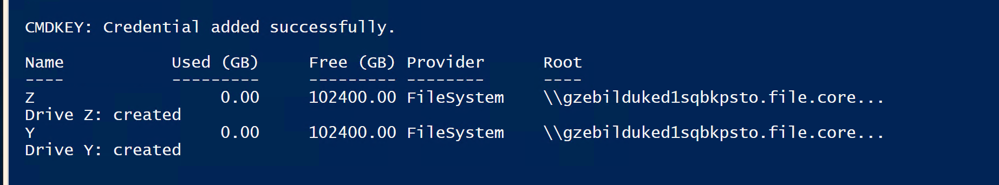 CMDKEY: Credential added successfully.
Name Used (GB) Free (GB) Provider Root
---- --------- --------- -------- ----
Z 0.00 102400.00 FileSystem \\gzebilduked1sqbkpsto.file.core...
Drive Z: created
Y 0.00 102400.00 FileSystem \\gzebilduked1sqbkpsto.file.core...
Drive Y: created